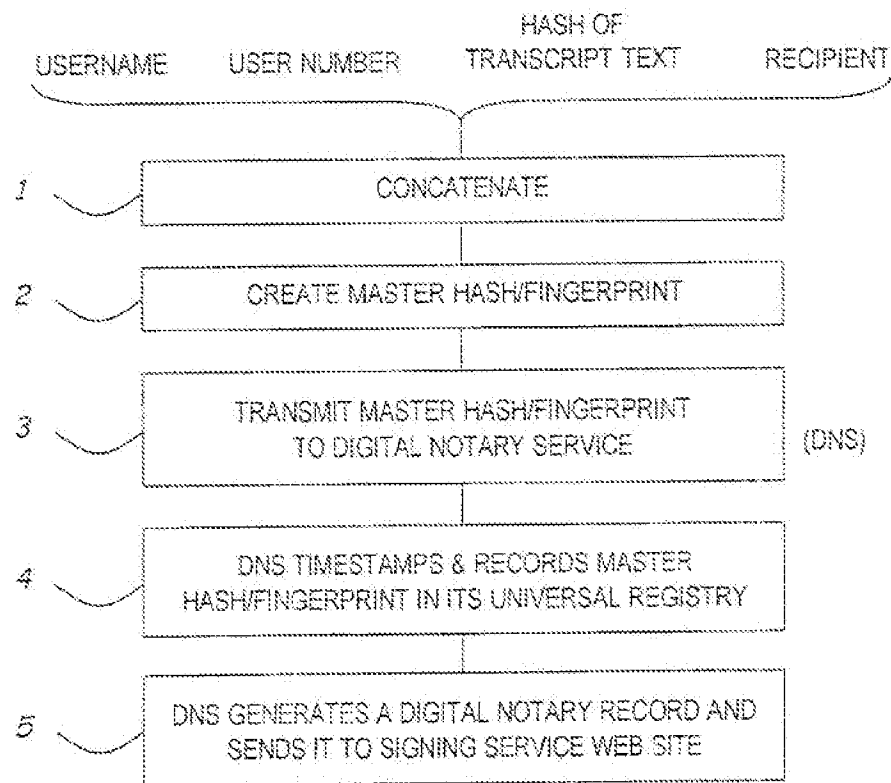 HASH OF
USERNAME USER NUMBER TRANSCRIPT TEXT RECIPIENT
1 CONCATENATE
2 CREATE MASTER HASH/FINGERPRINT
TRANSMIT MASTER HASH/FINGERPRINT
3 TO DIGITAL NOTARY SERVICE (DNS)
DNS TIMESTAMPS & RECORDS MASTER
4 HASH/FINGERPRINT IN ITS UNIVERSAL REGISTRY
DNS GENERATES A DIGITAL NOTARY RECORD AND
5 SENDS IT TO SIGNING SERVICE WEB SITE